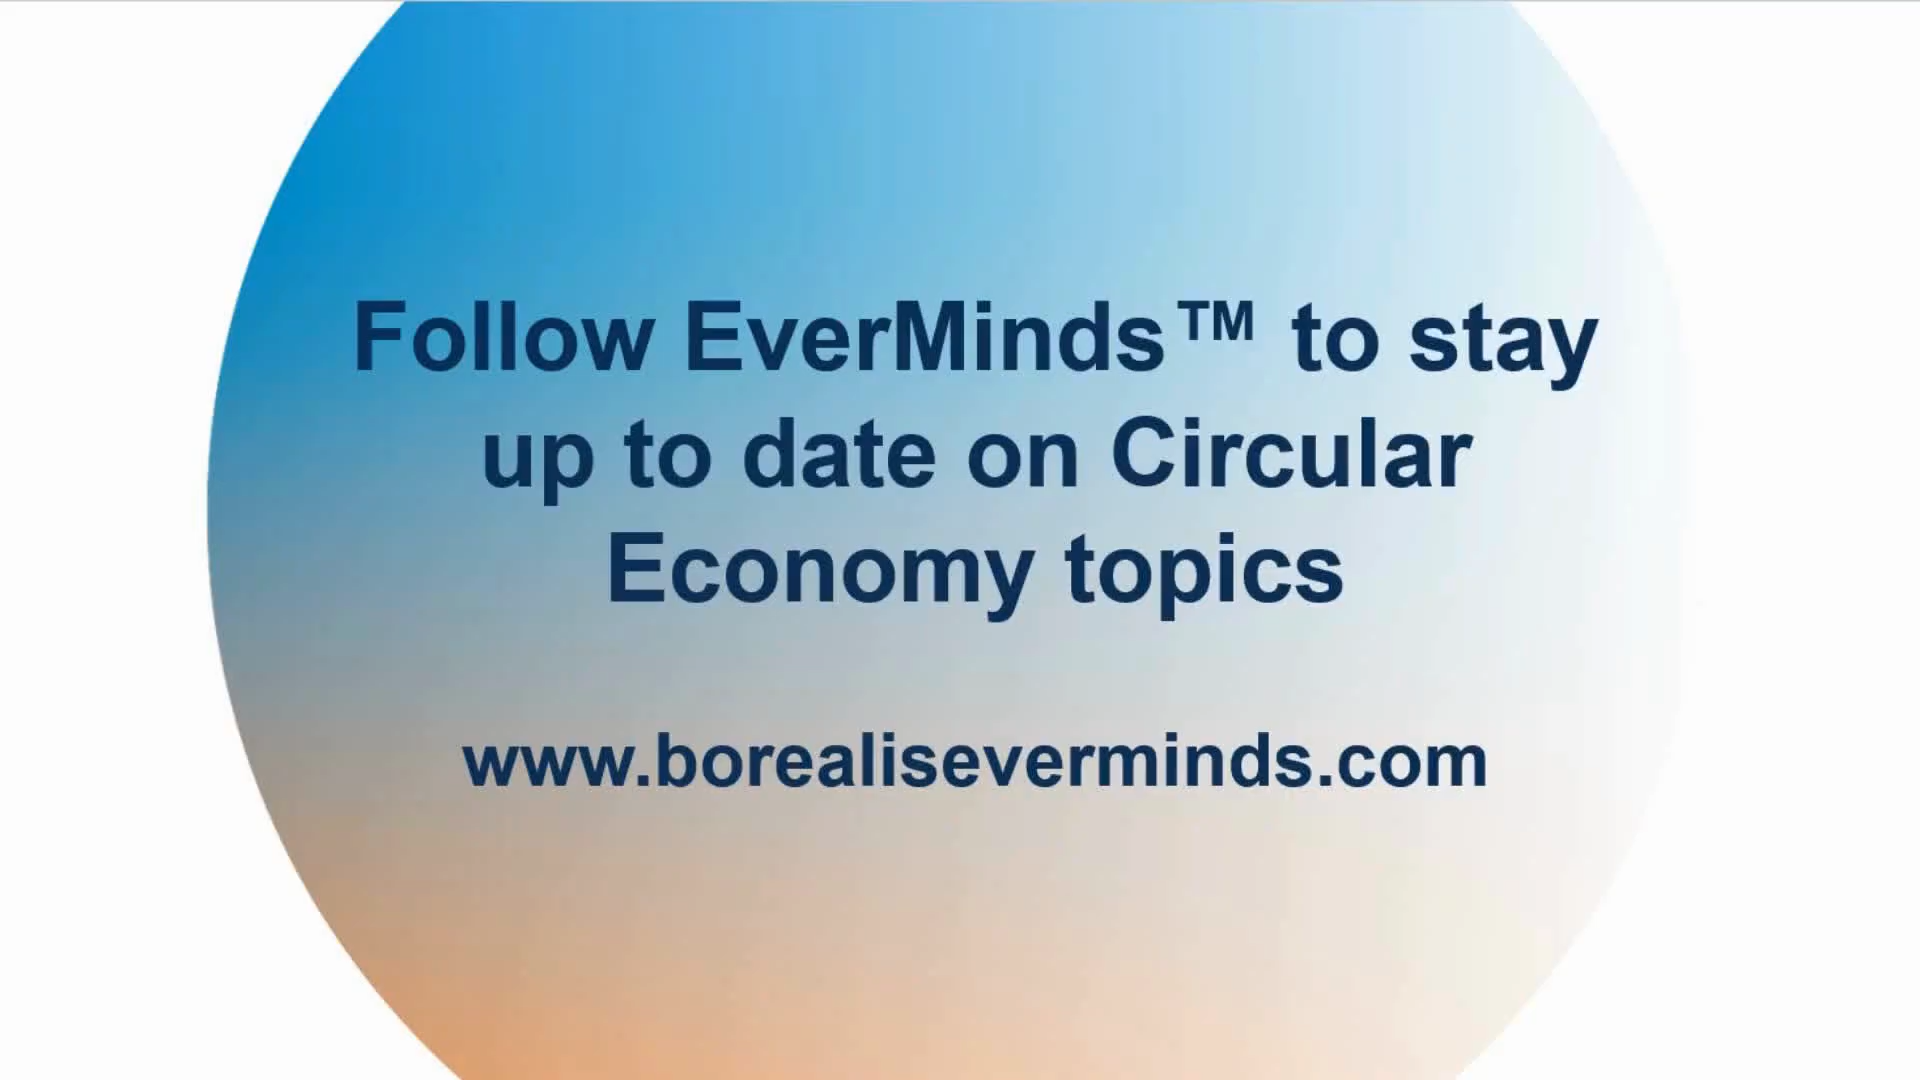 Follow EverMinds™ to stay
up to date on Circular
Economy topics
www.borealiseverminds.com